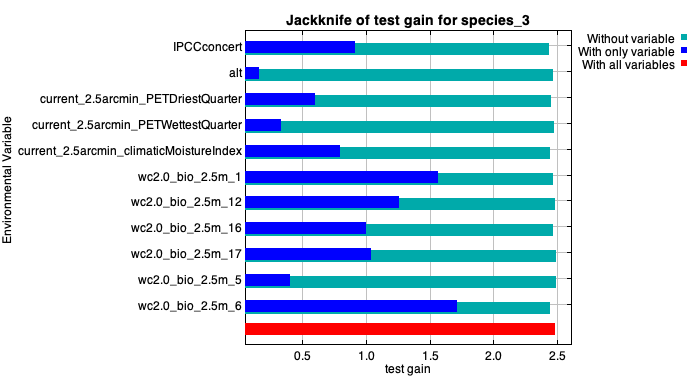 Jackknife of test gain for species_3
Without variable
With only variable
With all variables
Environmental Variable
IPCCconcert
alt
current_2.5arcmin_PETDriestQuarter
current_2.5arcmin_PETWettestQuarter
current_2.5arcmin_climaticMoistureIndex
wc2.0_bio_2.5m_1
wc2.0_bio_2.5m_12
wc2.0_bio_2.5m_16
wc2.0_bio_2.5m_17
wc2.0_bio_2.5m_5
wc2.0_bio_2.5m_6
0.5 1.0 1.5 2.0 2.5
test gain